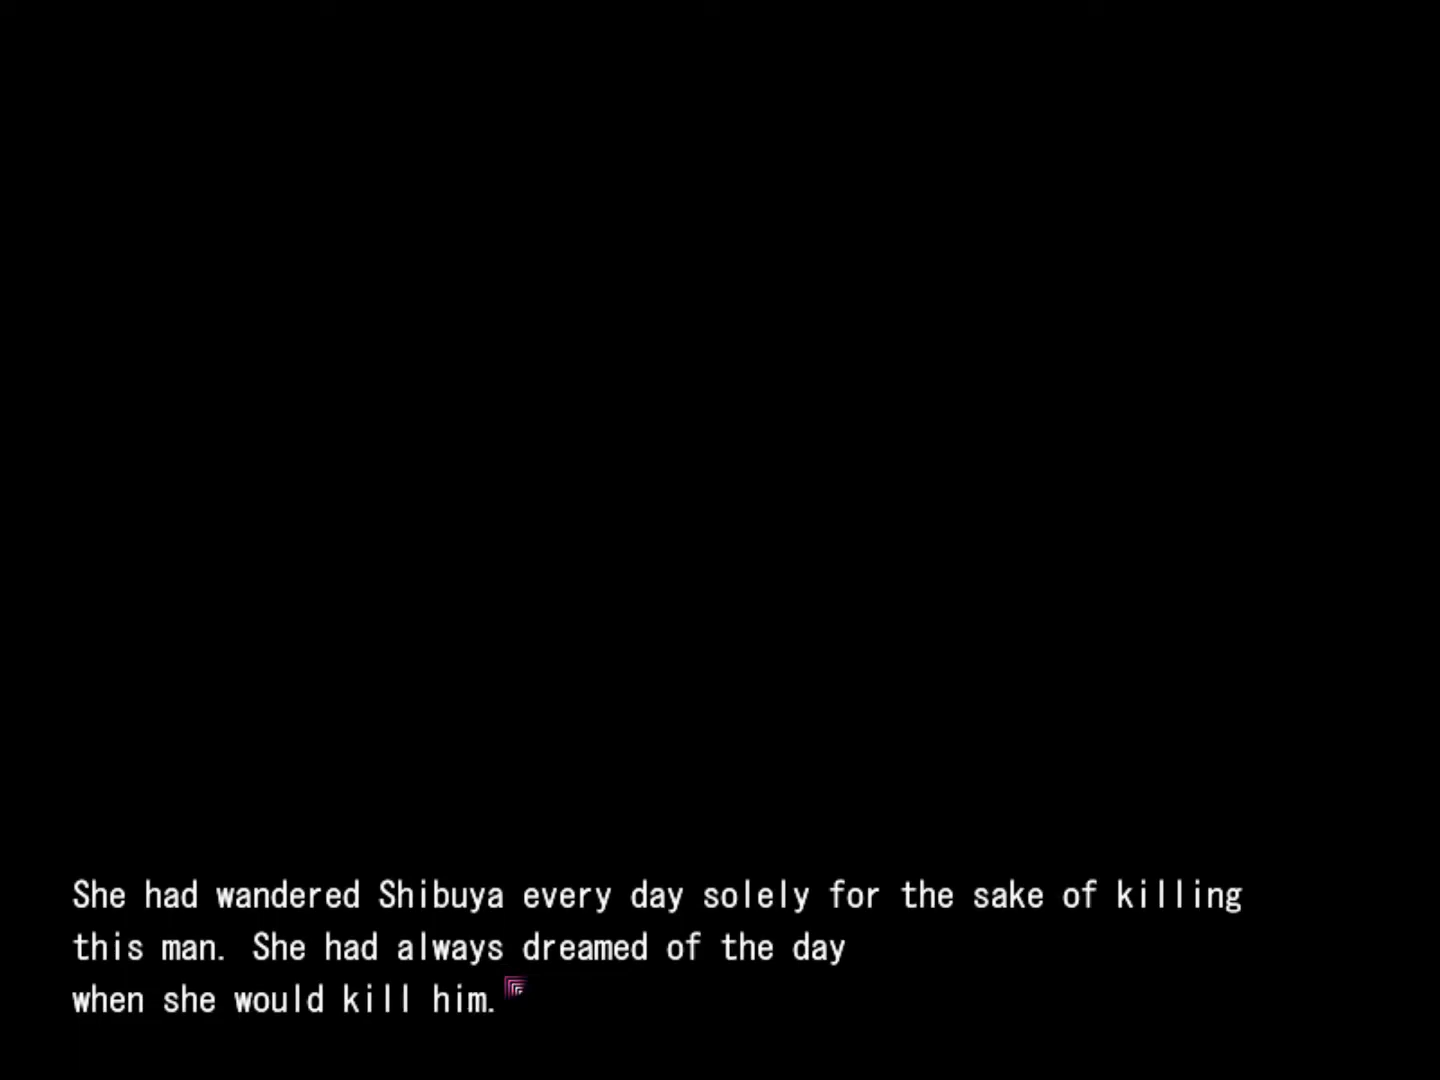 She had wandered Shibuya every day solely for the sake of killing
this man. She had always dreamed of the day
when she would kill him.